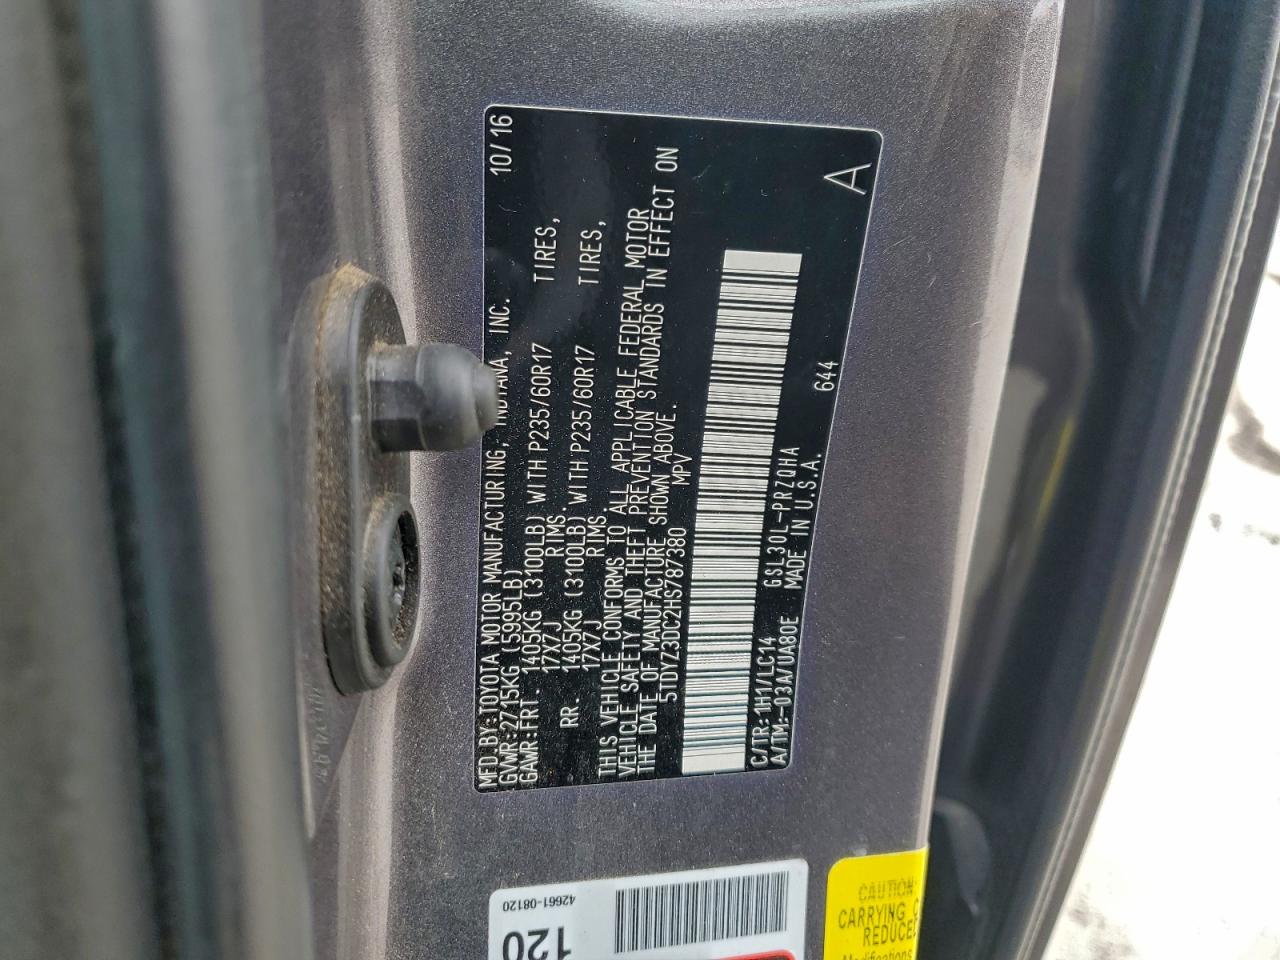 MFD.BY:TOYOTA MOTOR MANUFACTURING, INDIANA, INC. 10/16
GVWR:2715KG (5995LB)
GAWR:FRT. 1405KG (3100LB) WITH P235/60R17 TIRES,
17X7J RIMS.
RR. 1405KG (3100LB) WITH P235/60R17 TIRES,
17X7J RIMS.
THIS VEHICLE CONFORMS TO ALL APPLICABLE FEDERAL MOTOR
VEHICLE SAFETY AND THEFT PREVENTION STANDARDS IN EFFECT ON
THE DATE OF MANUFACTURE SHOWN ABOVE.
5TDYZ3DC2HS787380 MPV
C/TR:1H1/LC14 GSL30L-PRZQHA 644
A/TM:-03A/UA80E MADE IN U.S.A.
A
42661-08120
120
CAUTION:
CARRYING C
REDUCED
Modifications